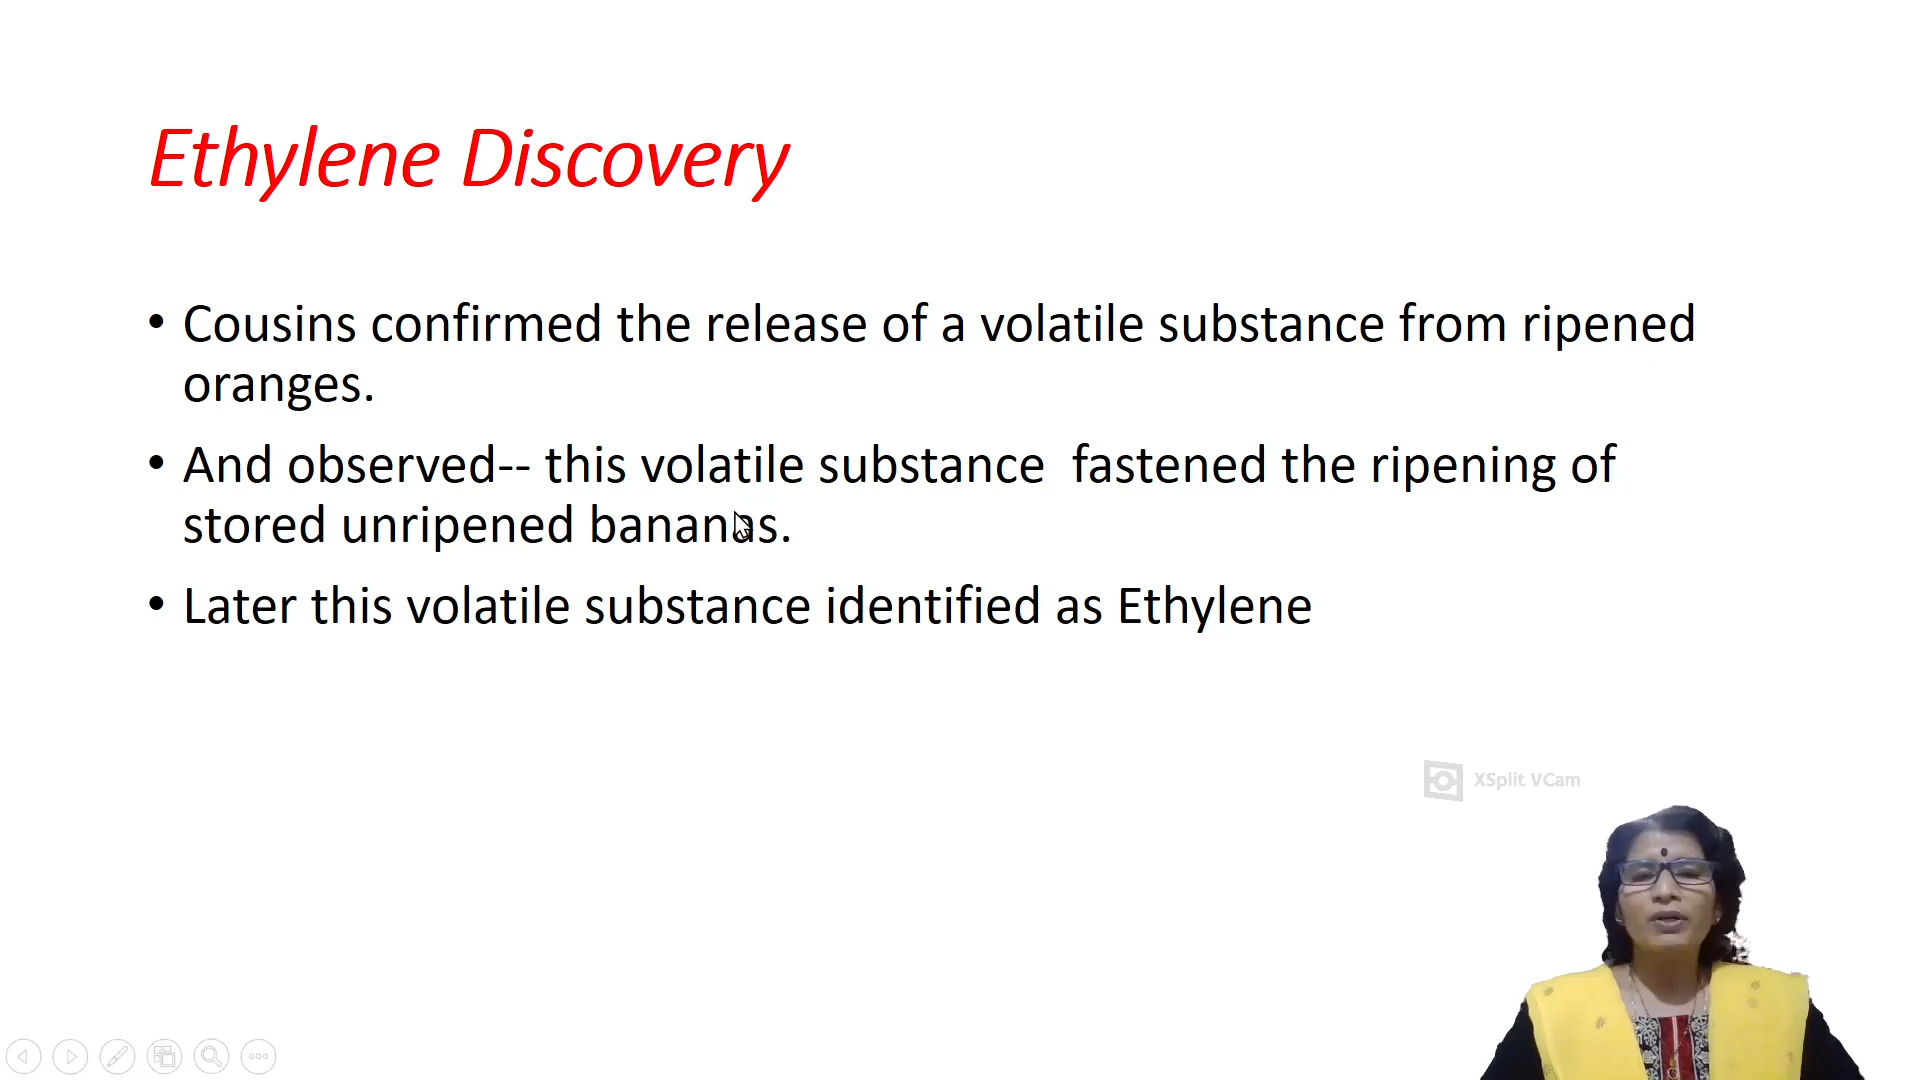 Ethylene Discovery
• Cousins confirmed the release of a volatile substance from ripened
oranges.
• And observed-- this volatile substance  fastened the ripening of
stored unripened bananas.
• Later this volatile substance identified as Ethylene
XSplit VCam